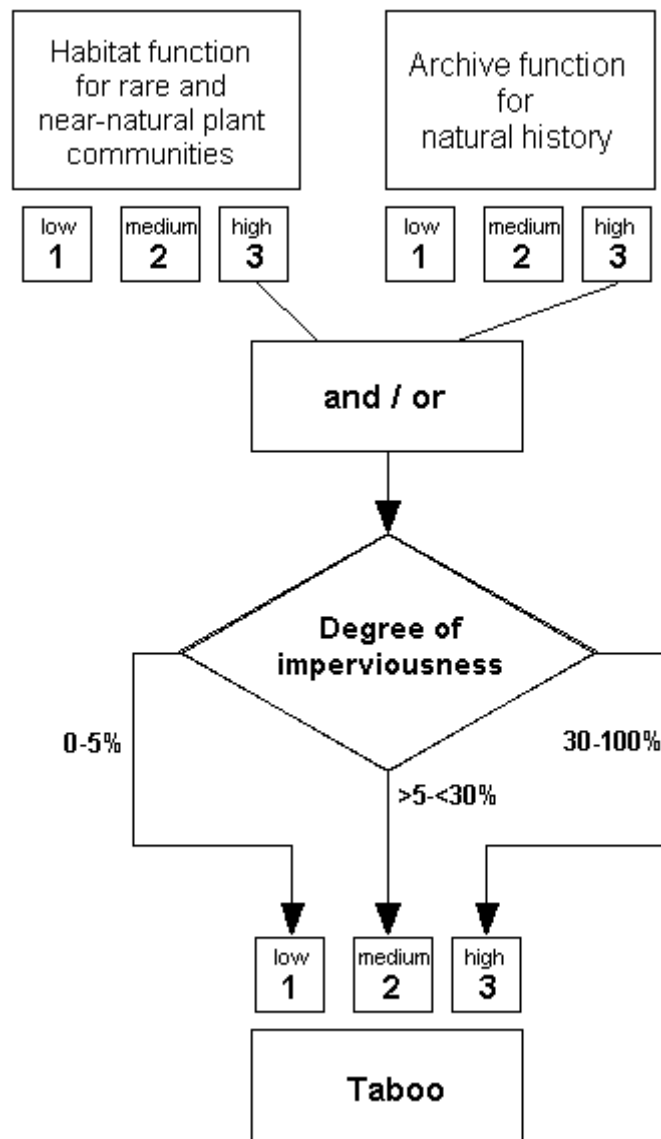 Habitat function
for rare and
near-natural plant
communities
Archive function
for
natural history
low medium high
1 2 3
low medium high
1 2 3
and / or
Degree of
imperviousness
0-5%
30-100%
>5-<30%
low medium high
1 2 3
Taboo